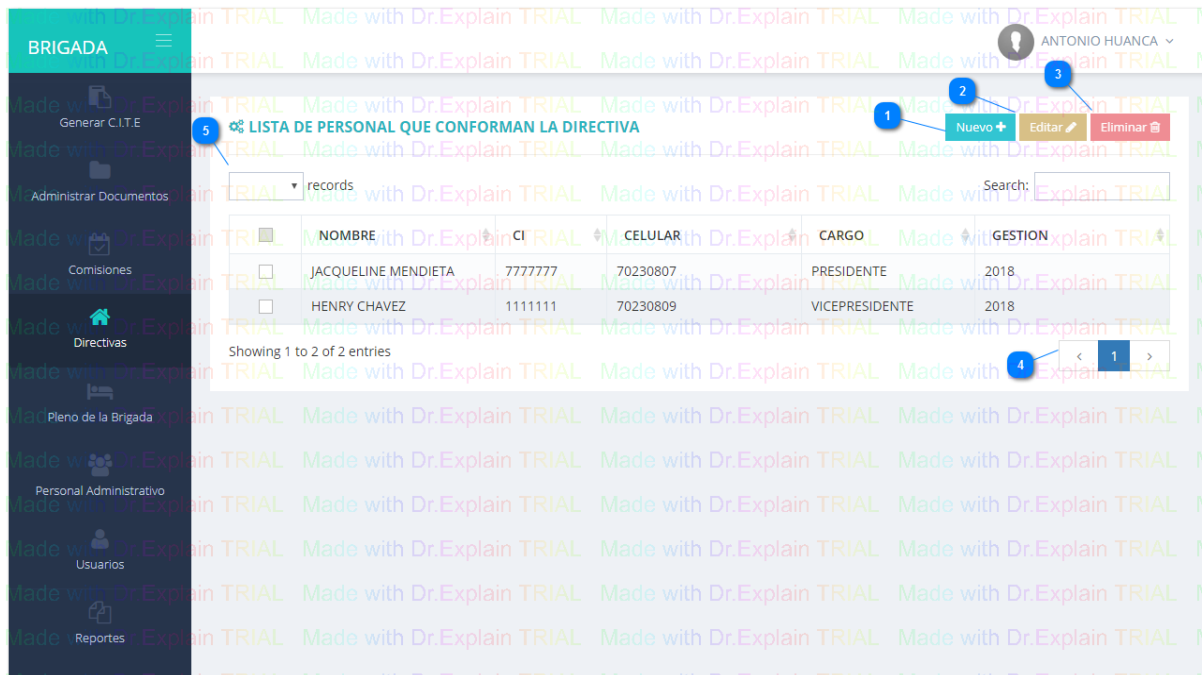 BRIGADA
ANTONIO HUANCA
Generar C.I.T.E
Administrar Documentos
Comisiones
Directivas
Pleno de la Brigada
Personal Administrativo
Usuarios
Reportes
5
LISTA DE PERSONAL QUE CONFORMAN LA DIRECTIVA
1
2
3
Nuevo
Editar
Eliminar
records
Search:
NOMBRE CI CELULAR CARGO GESTION
JACQUELINE MENDIETA 7777777 70230807 PRESIDENTE 2018
HENRY CHAVEZ 1111111 70230809 VICEPRESIDENTE 2018
Showing 1 to 2 of 2 entries
4
< 1 >
Made with Dr.Explain TRIAL